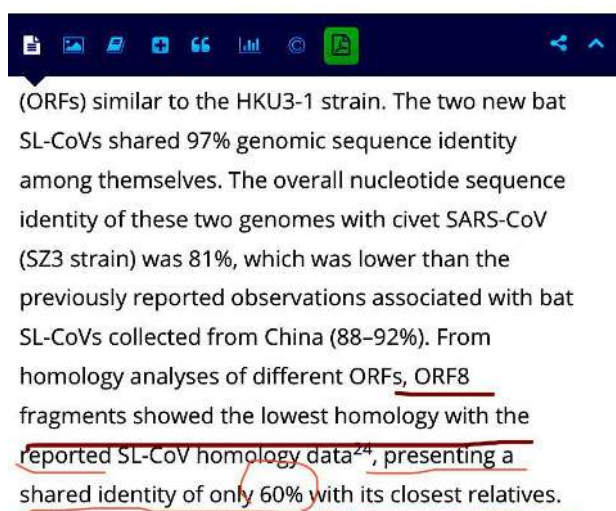 (ORFs) similar to the HKU3-1 strain. The two new bat
SL-CoVs shared 97% genomic sequence identity
among themselves. The overall nucleotide sequence
identity of these two genomes with civet SARS-CoV
(SZ3 strain) was 81%, which was lower than the
previously reported observations associated with bat
SL-CoVs collected from China (88–92%). From
homology analyses of different ORFs, ORF8
fragments showed the lowest homology with the
reported SL-CoV homology data²⁴, presenting a
shared identity of only 60% with its closest relatives.